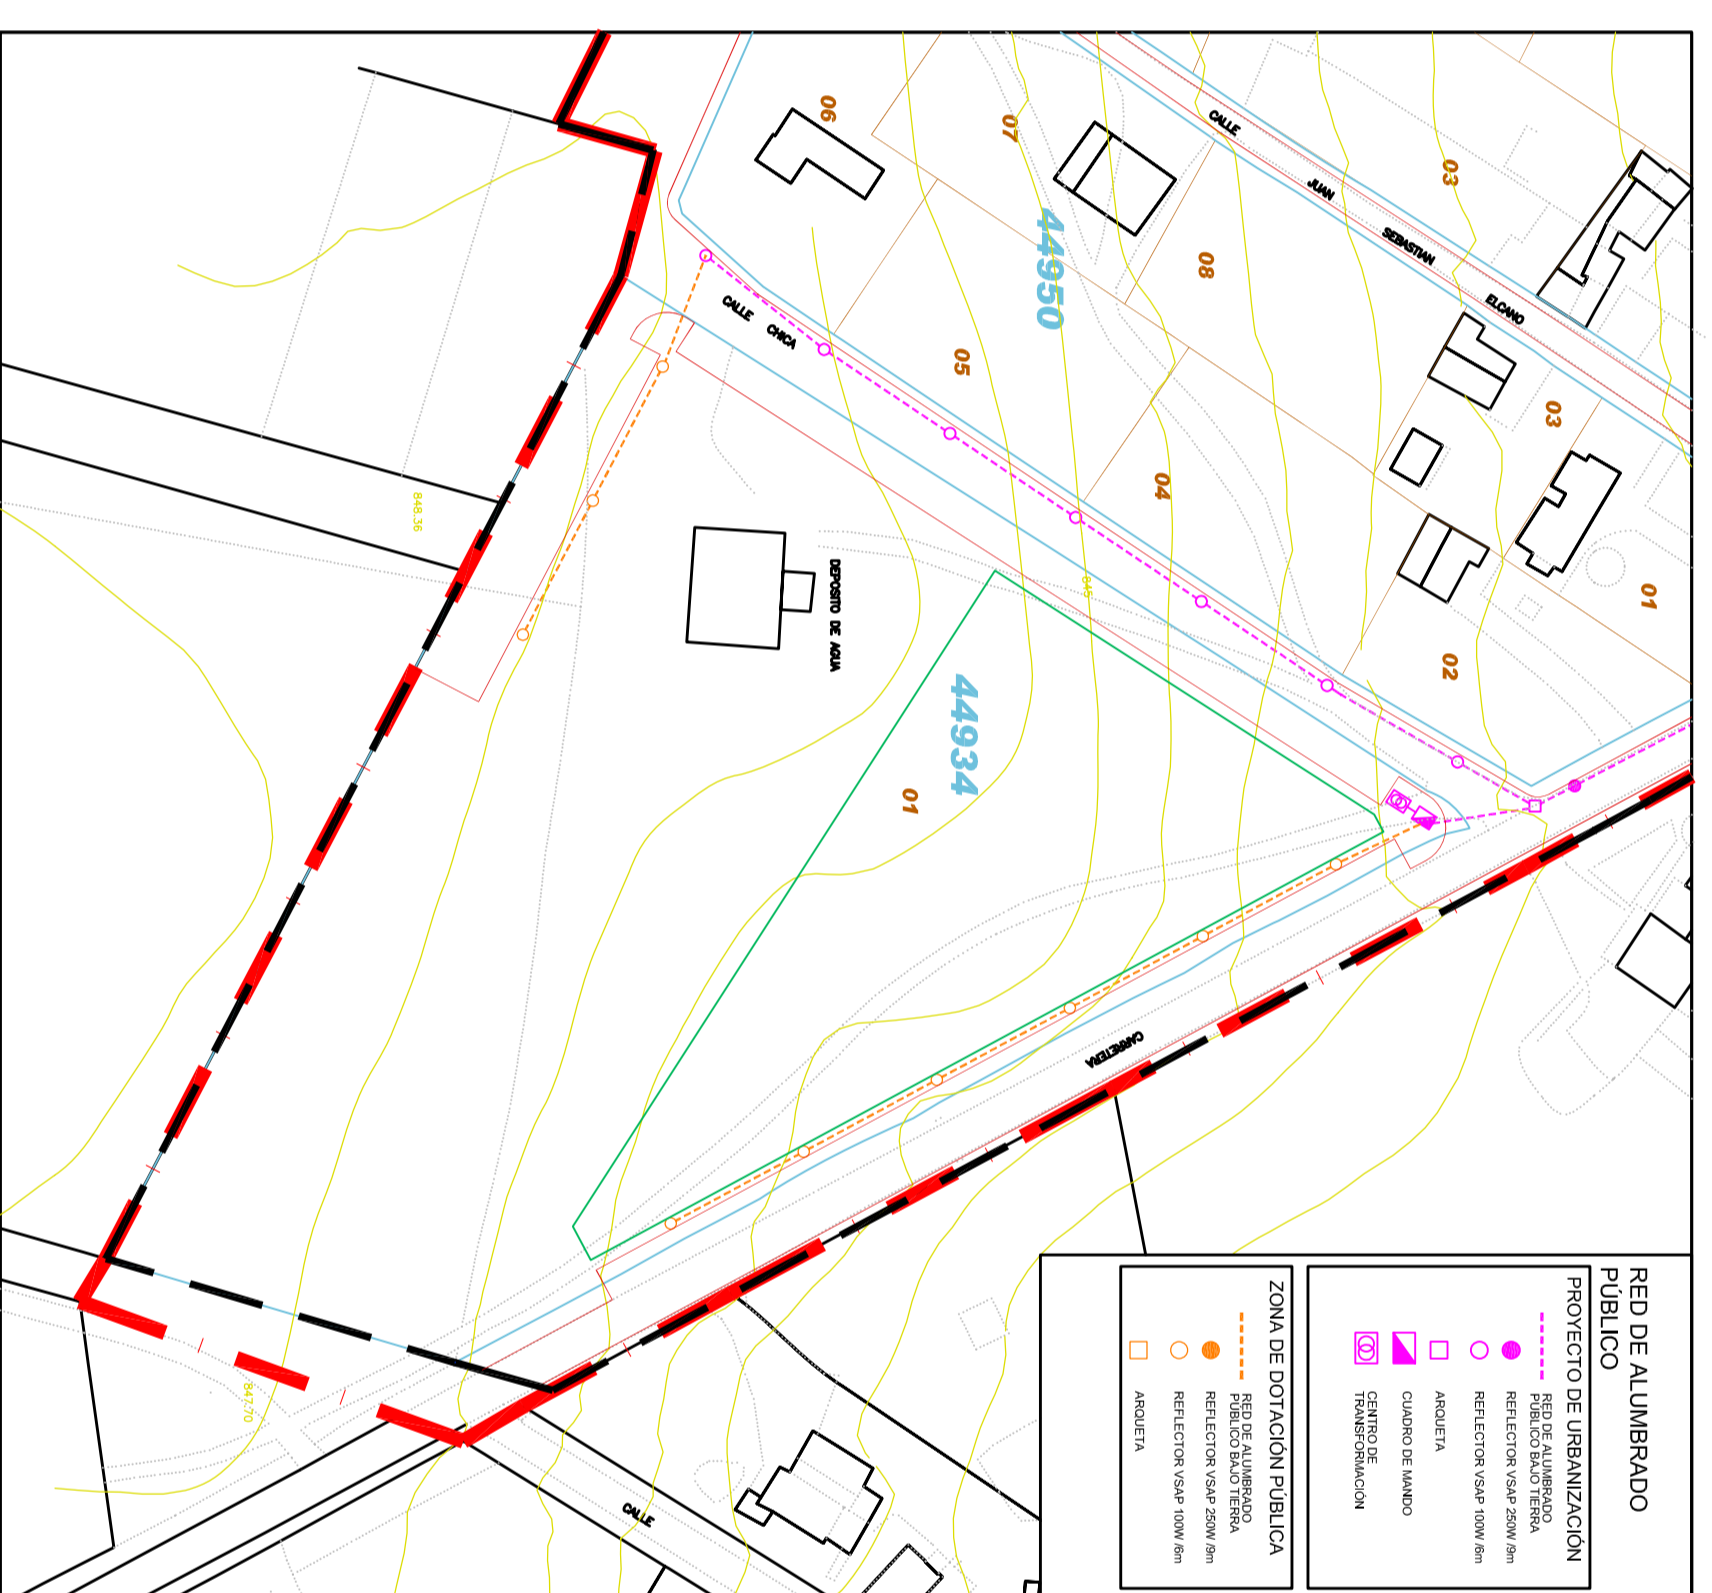 RED DE ALUMBRADO
PÚBLICO
PROYECTO DE URBANIZACIÓN
RED DE ALUMBRADO
PÚBLICO BAJO TIERRA
REFLECTOR VSAP 250W /9m
REFLECTOR VSAP 100W /6m
ARQUETA
CUADRO DE MANDO
CENTRO DE
TRANSFORMACIÓN
ZONA DE DOTACIÓN PÚBLICA
RED DE ALUMBRADO
PÚBLICO BAJO TIERRA
REFLECTOR VSAP 250W /9m
REFLECTOR VSAP 100W /6m
ARQUETA
CALLE JUAN SEBASTIAN ELCANO
CALLE CHICA
CARRETERA
CALLE
DEPOSITO DE AGUA
44950
44934
06
07
03
08
05
04
03
01
02
01
848.36
845
847.70